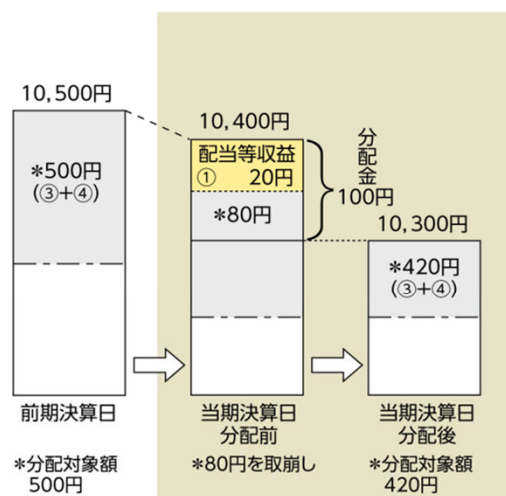 10,500円
*500円
(③+④)
前期決算日
*分配対象額
500円
10,400円
配当等収益
① 20円
*80円
分配金
100円
当期決算日
分配前
*80円を取崩し
10,300円
*420円
(③+④)
当期決算日
分配後
*分配対象額
420円